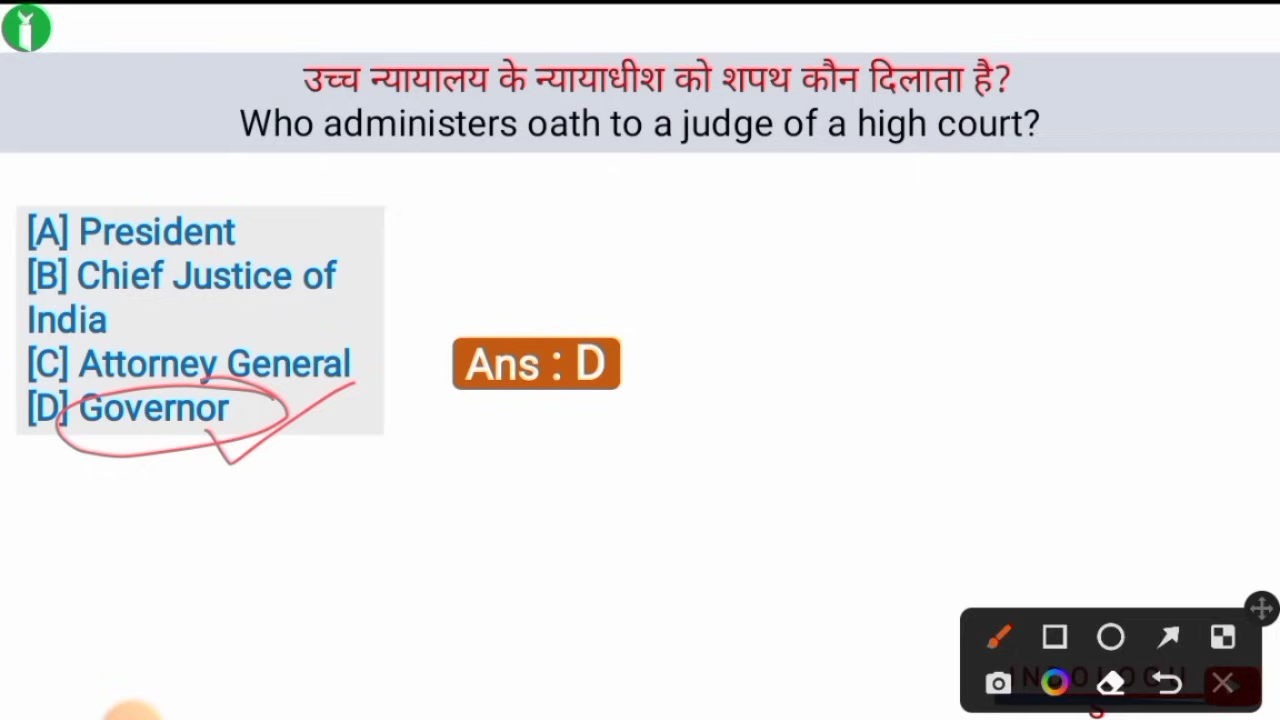 उच्च न्यायालय के न्यायाधीश को शपथ कौन दिलाता है?
Who administers oath to a judge of a high court?
[A] President
[B] Chief Justice of
India
[C] Attorney General
[D] Governor
Ans : D